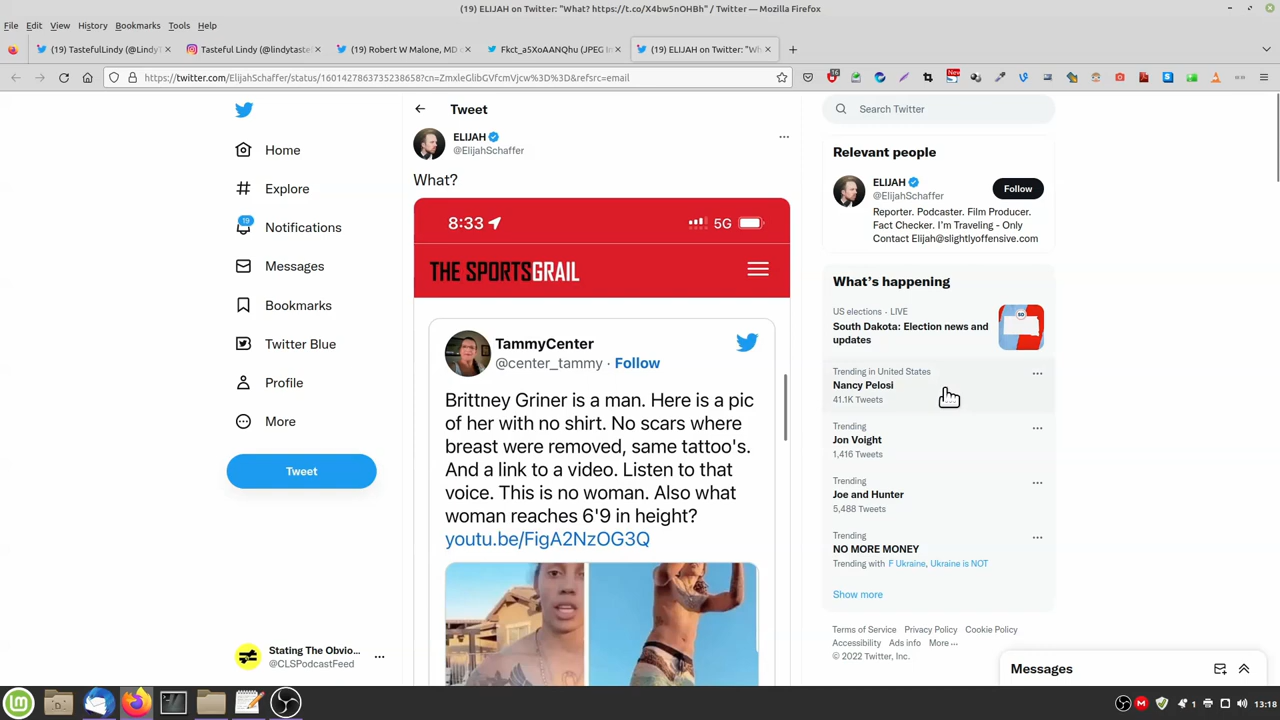 (19) ELIJAH on Twitter: "What? https://t.co/X4bw5nOHBh" / Twitter — Mozilla Firefox
File Edit View History Bookmarks Tools Help
(19) TastefulLindy (@LindyT
Tasteful Lindy (@lindytaste
(19) Robert W Malone, MD
Fkct_a5XoAANQhu (JPEG In
(19) ELIJAH on Twitter: "Wh
https://twitter.com/ElijahSchaffer/status/1601427863735238658?cn=ZmxleGlibGVfcmVjcw%3D%3D&refsrc=email
16
New
Tweet
Search Twitter
ELIJAH
@ElijahSchaffer
What?
Home
Explore
19
Notifications
Messages
Bookmarks
Twitter Blue
Profile
More
Tweet
Stating The Obvio...
@CLSPodcastFeed
8:33
5G
THE SPORTSGRAIL
TammyCenter
@center_tammy · Follow
Brittney Griner is a man. Here is a pic
of her with no shirt. No scars where
breast were removed, same tattoo's.
And a link to a video. Listen to that
voice. This is no woman. Also what
woman reaches 6'9 in height?
youtu.be/FigA2NzOG3Q
Relevant people
ELIJAH
@ElijahSchaffer
Follow
Reporter. Podcaster. Film Producer.
Fact Checker. I'm Traveling - Only
Contact Elijah@slightlyoffensive.com
What's happening
US elections · LIVE
South Dakota: Election news and
updates
Trending in United States
Nancy Pelosi
41.1K Tweets
Trending
Jon Voight
1,416 Tweets
Trending
Joe and Hunter
5,488 Tweets
Trending
NO MORE MONEY
Trending with F Ukraine, Ukraine is NOT
Show more
Terms of Service Privacy Policy Cookie Policy
Accessibility Ads info More ···
© 2022 Twitter, Inc.
Messages
1
13:18